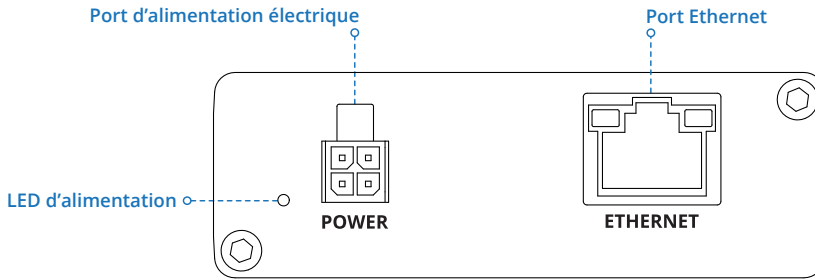 Port d’alimentation électrique
Port Ethernet
LED d’alimentation
POWER
ETHERNET